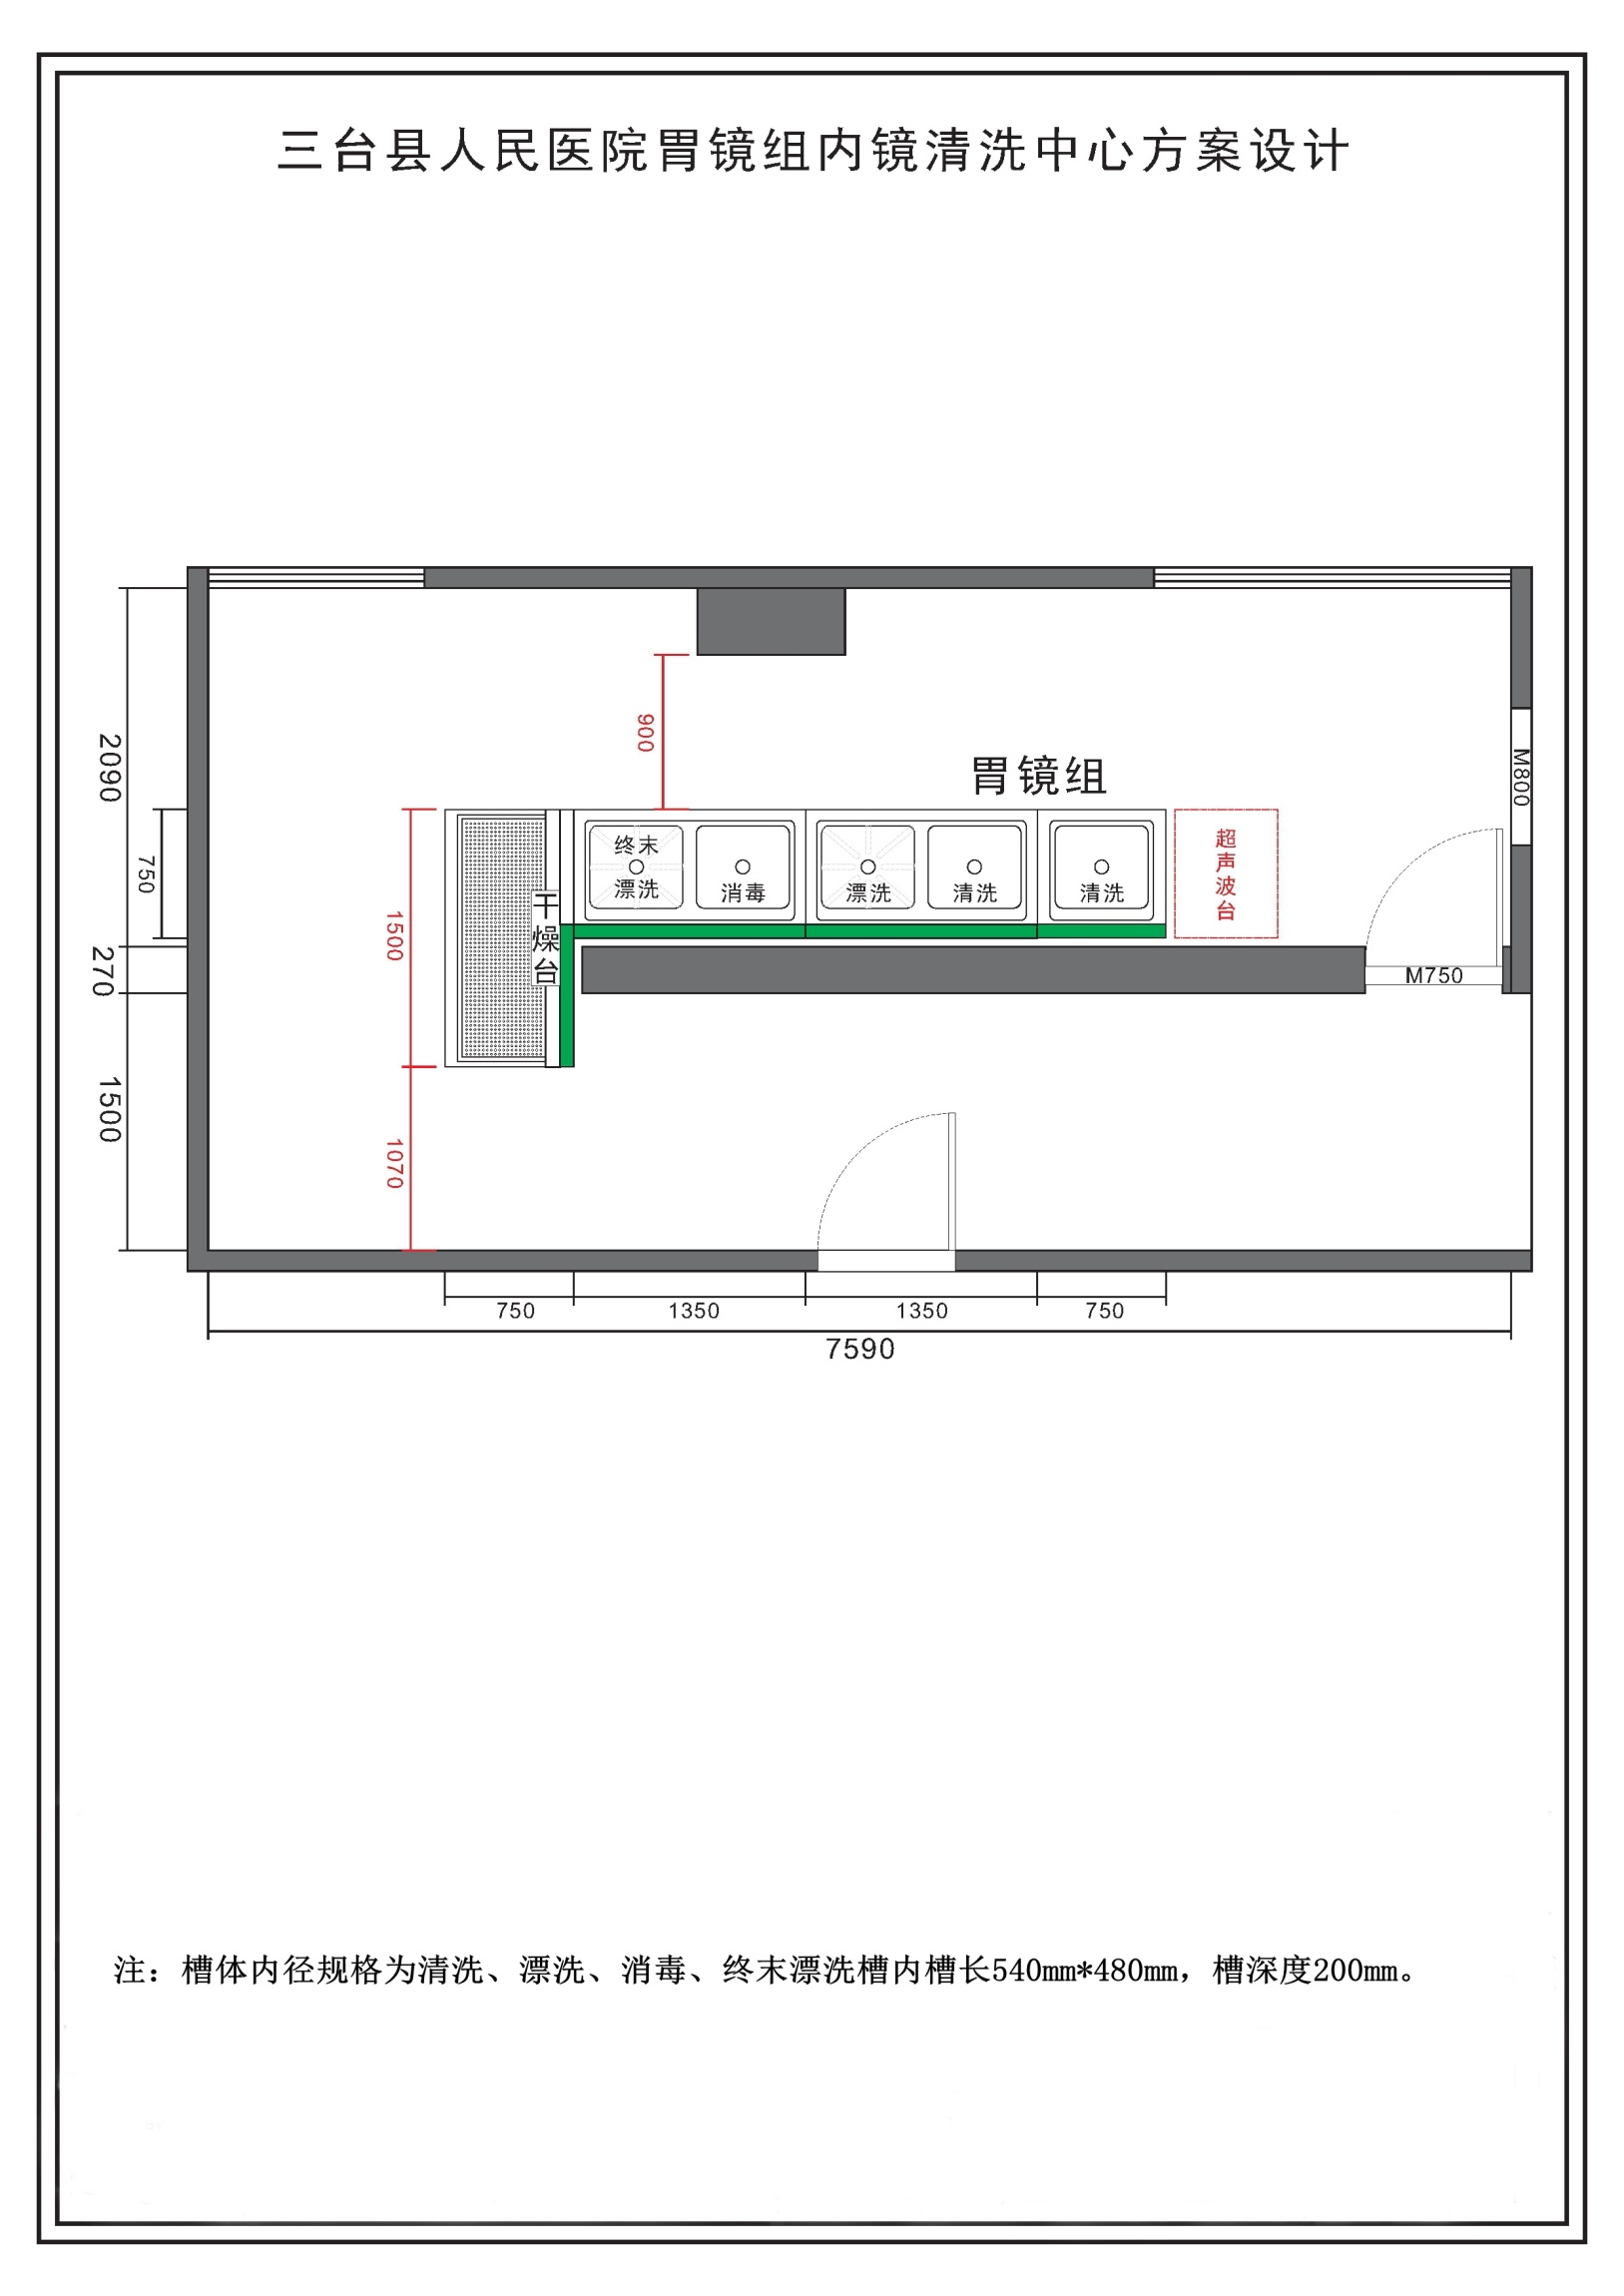 三台县人民医院胃镜组内镜清洗中心方案设计
2090
900
胃镜组
M800
750
终末
漂洗
消毒
漂洗
清洗
清洗
超声波台
干燥台
1500
270
M750
1500
1070
750
1350
1350
750
7590
注：槽体内径规格为清洗、漂洗、消毒、终末漂洗槽内槽长540mm*480mm，槽深度200mm。